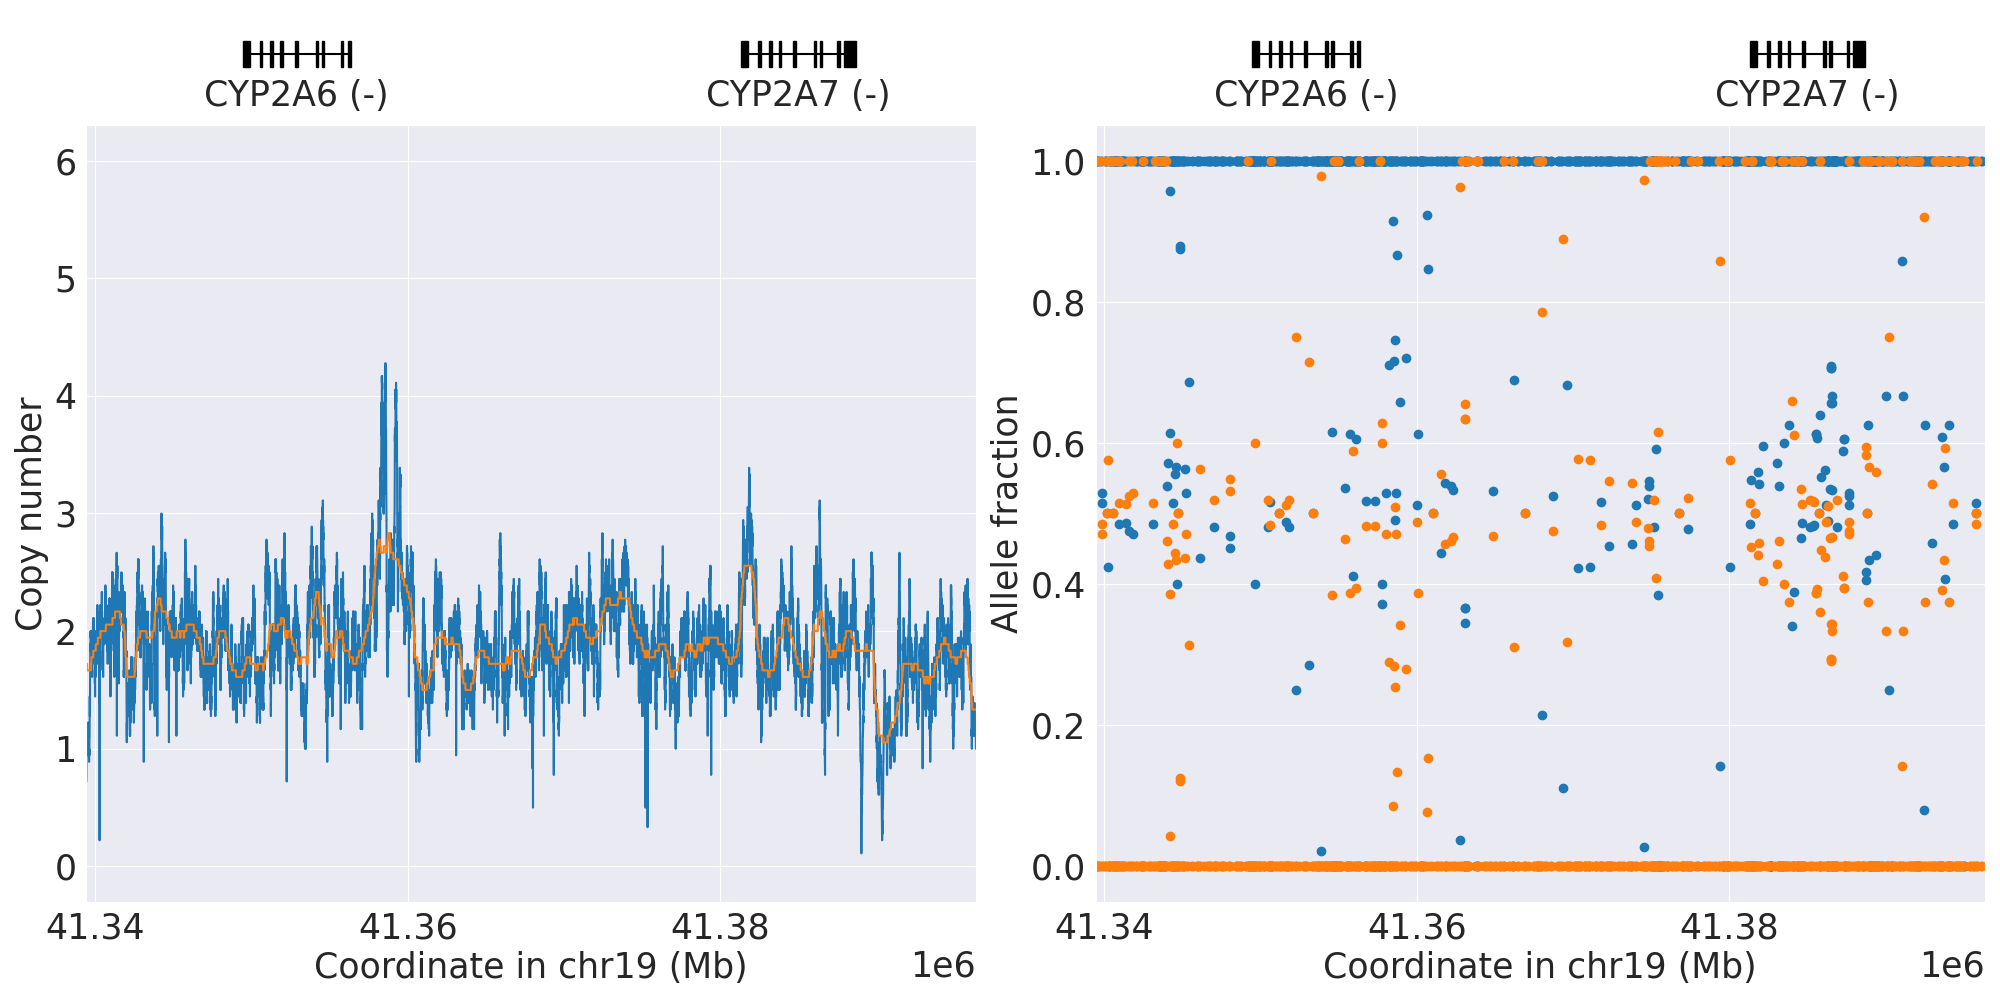 CYP2A6 (-) CYP2A7 (-)
6
5
4
3
2
1
0
Copy number
41.34 41.36 41.38
Coordinate in chr19 (Mb) 1e6
CYP2A6 (-) CYP2A7 (-)
1.0
0.8
0.6
0.4
0.2
0.0
Allele fraction
41.34 41.36 41.38
Coordinate in chr19 (Mb) 1e6